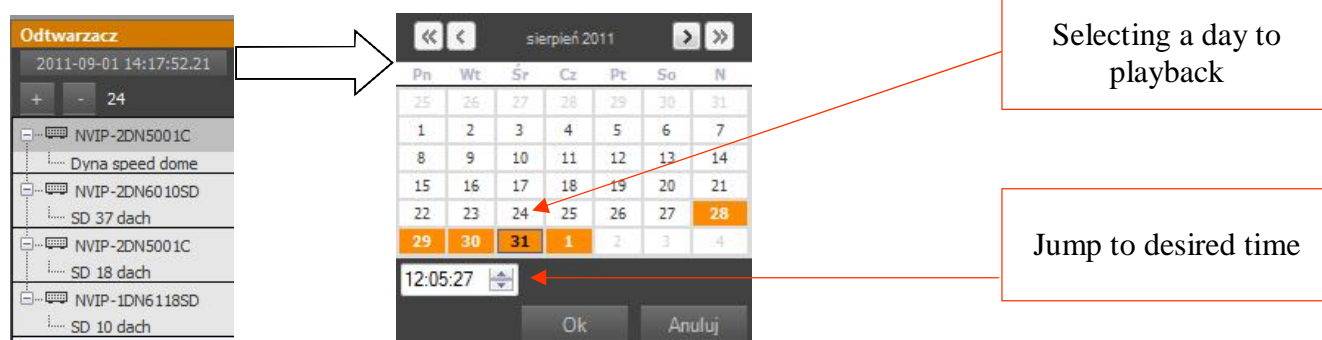 Odtwarzacz
2011-09-01 14:17:52.21
+ - 24
NVIP-2DN5001C
Dyna speed dome
NVIP-2DN6010SD
SD 37 dach
NVIP-2DN5001C
SD 18 dach
NVIP-1DN6118SD
SD 10 dach
sierpień 2011
Pn Wt Śr Cz Pt So N
25 26 27 28 29 30 31
1 2 3 4 5 6 7
8 9 10 11 12 13 14
15 16 17 18 19 20 21
22 23 24 25 26 27 28
29 30 31 1 2 3 4
12:05:27
Ok Anuluj
Selecting a day to
playback
Jump to desired time